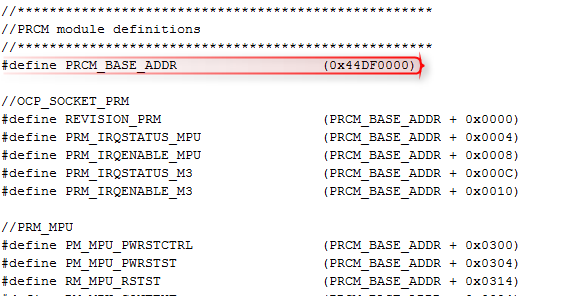 //****************************************************
//PRCM module definitions
//****************************************************
#define PRCM_BASE_ADDR (0x44DF0000)
//OCP_SOCKET_PRM
#define REVISION_PRM (PRCM_BASE_ADDR + 0x0000)
#define PRM_IRQSTATUS_MPU (PRCM_BASE_ADDR + 0x0004)
#define PRM_IRQENABLE_MPU (PRCM_BASE_ADDR + 0x0008)
#define PRM_IRQSTATUS_M3 (PRCM_BASE_ADDR + 0x000C)
#define PRM_IRQENABLE_M3 (PRCM_BASE_ADDR + 0x0010)
//PRM_MPU
#define PM_MPU_PWRSTCTRL (PRCM_BASE_ADDR + 0x0300)
#define PM_MPU_PWRSTST (PRCM_BASE_ADDR + 0x0304)
#define RM_MPU_RSTST (PRCM_BASE_ADDR + 0x0314)